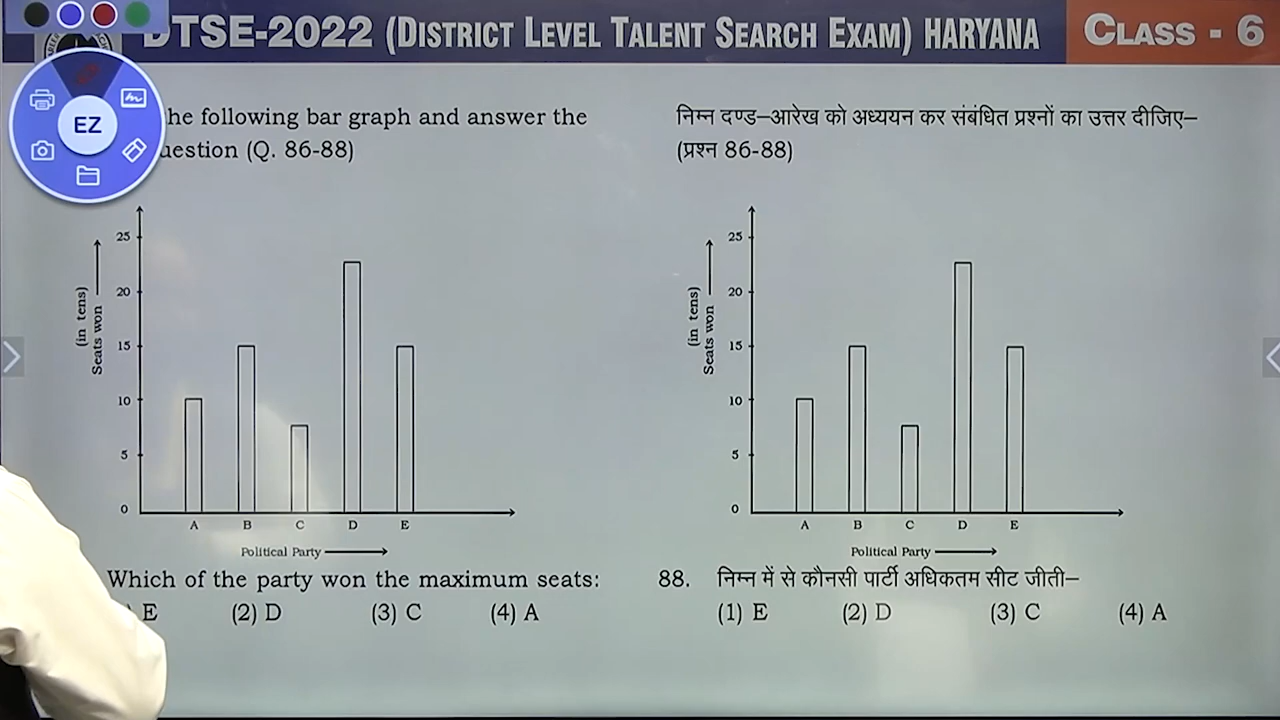 DTSE-2022 (DISTRICT LEVEL TALENT SEARCH EXAM) HARYANA
CLASS - 6
EZ
he following bar graph and answer the
uestion (Q. 86-88)
25
20
15
10
5
0
(in tens)
Seats won
A B C D E
Political Party
Which of the party won the maximum seats:
) E (2) D (3) C (4) A
निम्न दण्ड–आरेख को अध्ययन कर संबंधित प्रश्नों का उत्तर दीजिए–
(प्रश्न 86-88)
25
20
15
10
5
0
(in tens)
Seats won
A B C D E
Political Party
88. निम्न में से कौनसी पार्टी अधिकतम सीट जीती–
(1) E (2) D (3) C (4) A